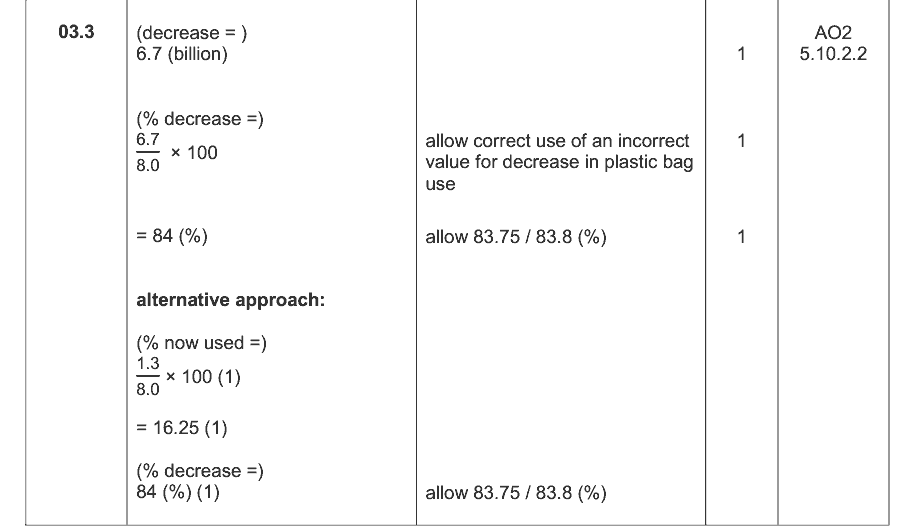 03.3
(decrease = )
6.7 (billion)
1
AO2
5.10.2.2
(% decrease =)
6.7
8.0
× 100
allow correct use of an incorrect
value for decrease in plastic bag
use
1
= 84 (%)
allow 83.75 / 83.8 (%)
1
alternative approach:
(% now used =)
1.3
8.0
× 100 (1)
= 16.25 (1)
(% decrease =)
84 (%) (1)
allow 83.75 / 83.8 (%)